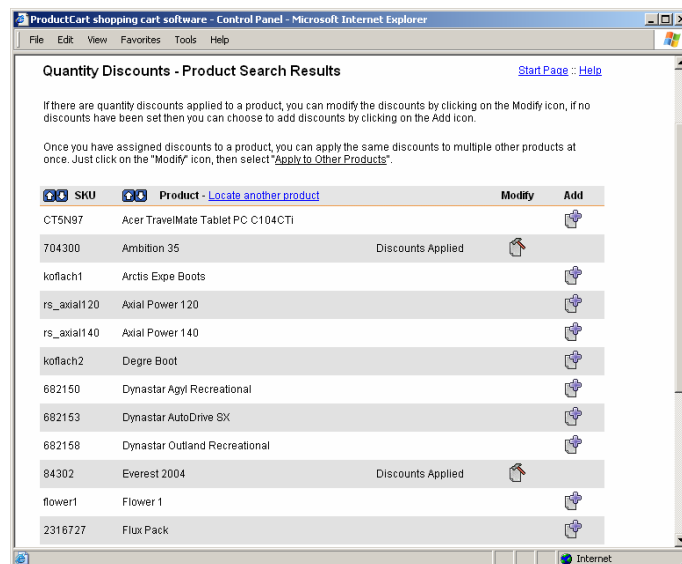 ProductCart shopping cart software - Control Panel - Microsoft Internet Explorer
File Edit View Favorites Tools Help
Quantity Discounts - Product Search Results Start Page :: Help
If there are quantity discounts applied to a product, you can modify the discounts by clicking on the Modify icon, if no
discounts have been set then you can choose to add discounts by clicking on the Add icon.
Once you have assigned discounts to a product, you can apply the same discounts to multiple other products at
once. Just click on the "Modify" icon, then select "Apply to Other Products".
SKU Product - Locate another product Modify Add
CT5N97 Acer TravelMate Tablet PC C104CTi
704300 Ambition 35 Discounts Applied
koflach1 Arctis Expe Boots
rs_axial120 Axial Power 120
rs_axial140 Axial Power 140
koflach2 Degre Boot
682150 Dynastar Agyl Recreational
682153 Dynastar AutoDrive SX
682158 Dynastar Outland Recreational
84302 Everest 2004 Discounts Applied
flower1 Flower 1
2316727 Flux Pack
Internet